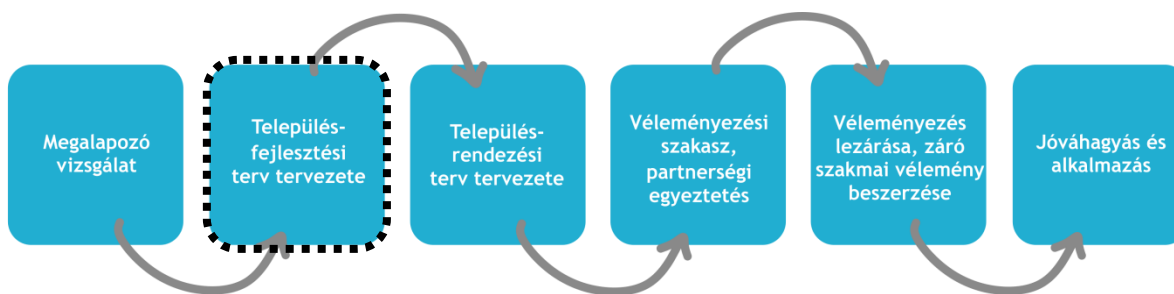 Megalapozó
vizsgálat
Település-
fejlesztési
terv tervezete
Település-
rendezési
terv tervezete
Véleményezési
szakasz,
partnerségi
egyeztetés
Véleményezés
lezárása, záró
szakmai vélemény
beszerzése
Jóváhagyás és
alkalmazás